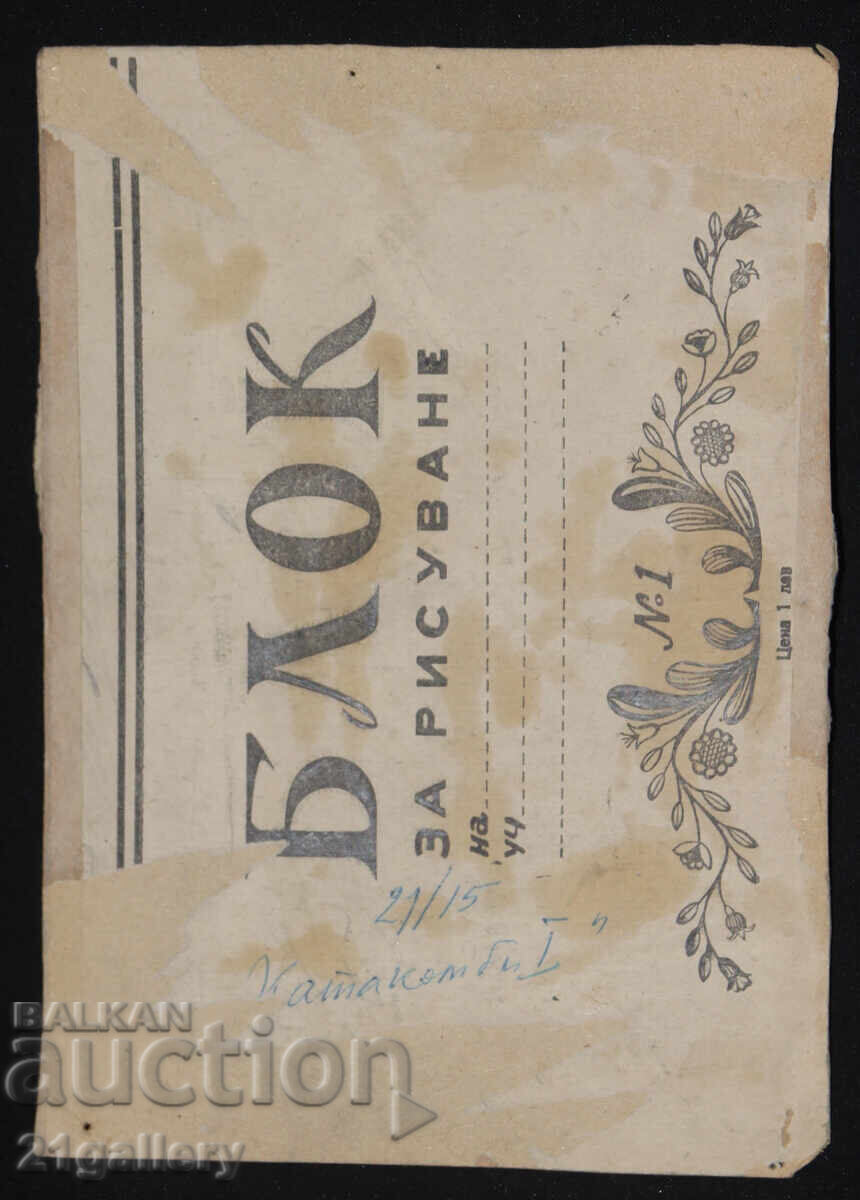 БЛОК
ЗА РИСУВАНЕ
на
уч
№1
Цена 1 лев
21/15
"Катакомби I"
BALKAN
auction
21gallery